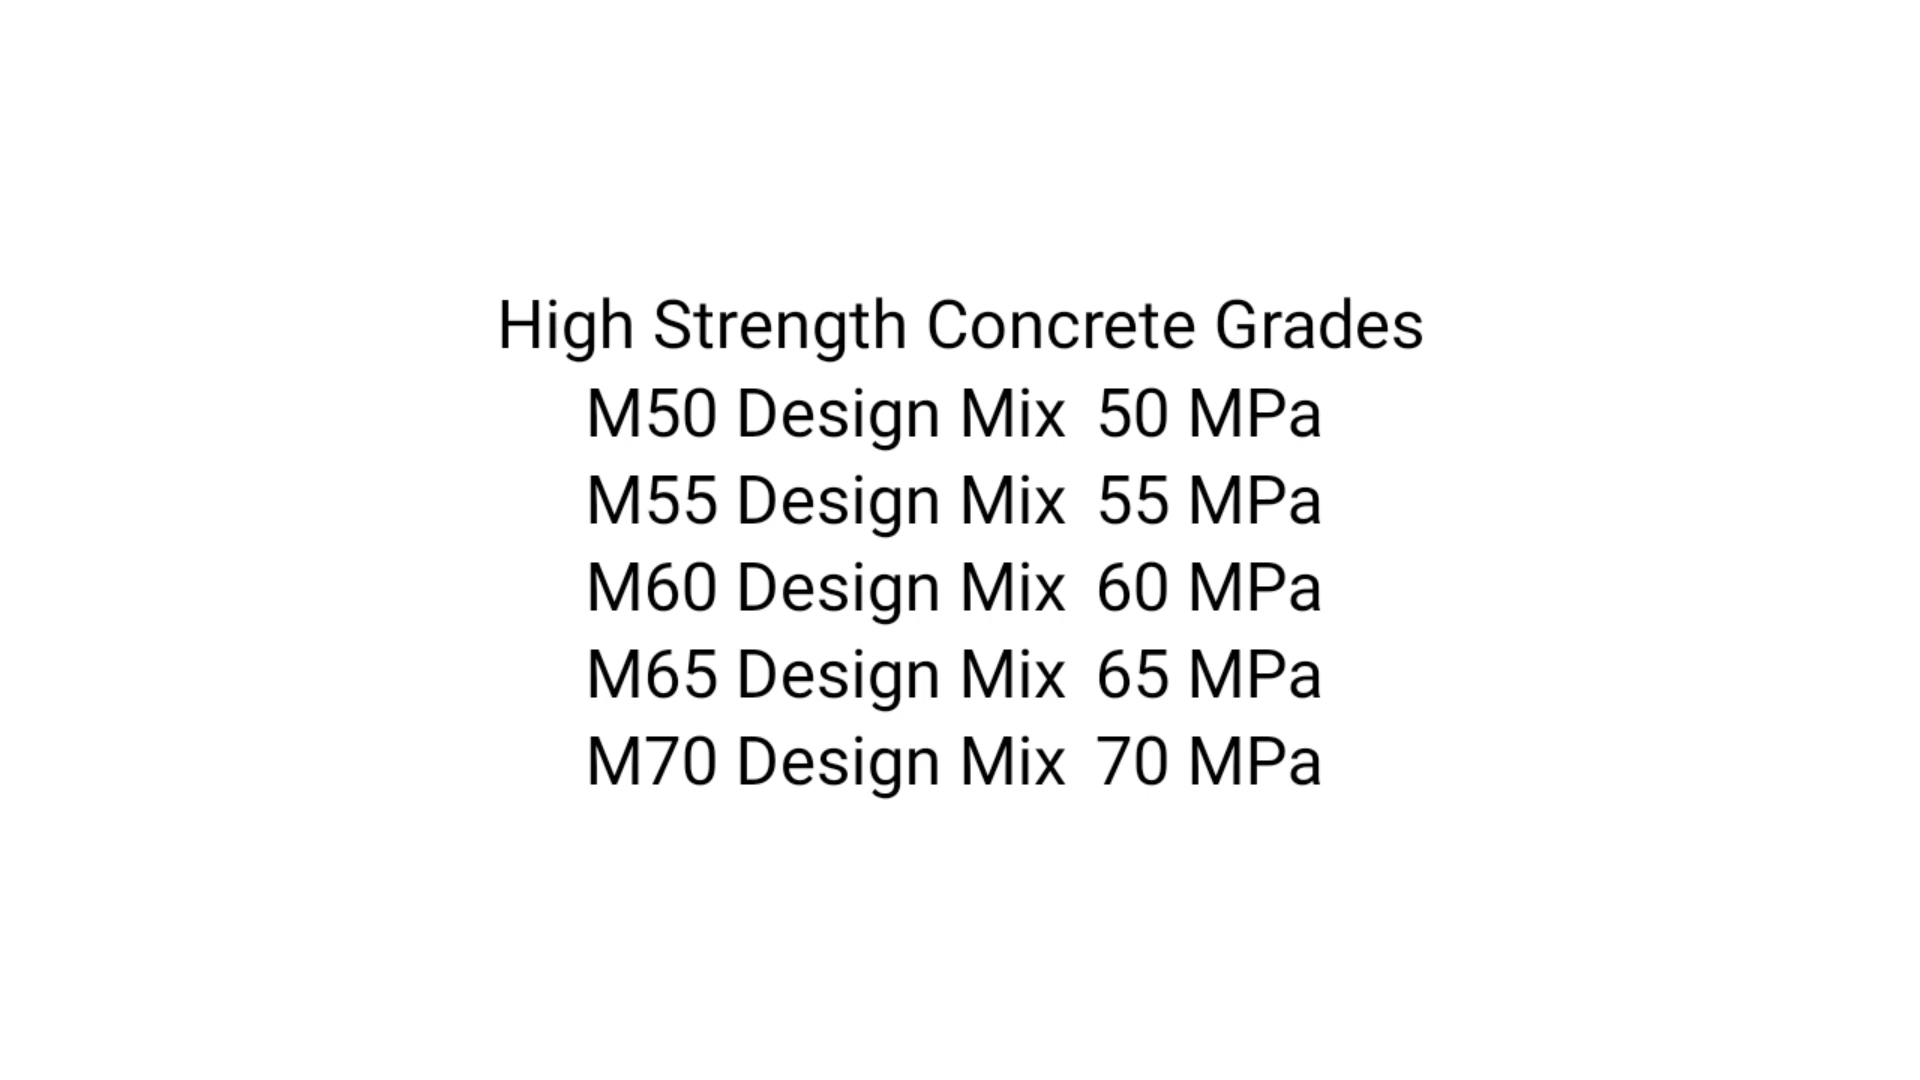 High Strength Concrete Grades
M50 Design Mix 50 MPa
M55 Design Mix 55 MPa
M60 Design Mix 60 MPa
M65 Design Mix 65 MPa
M70 Design Mix 70 MPa